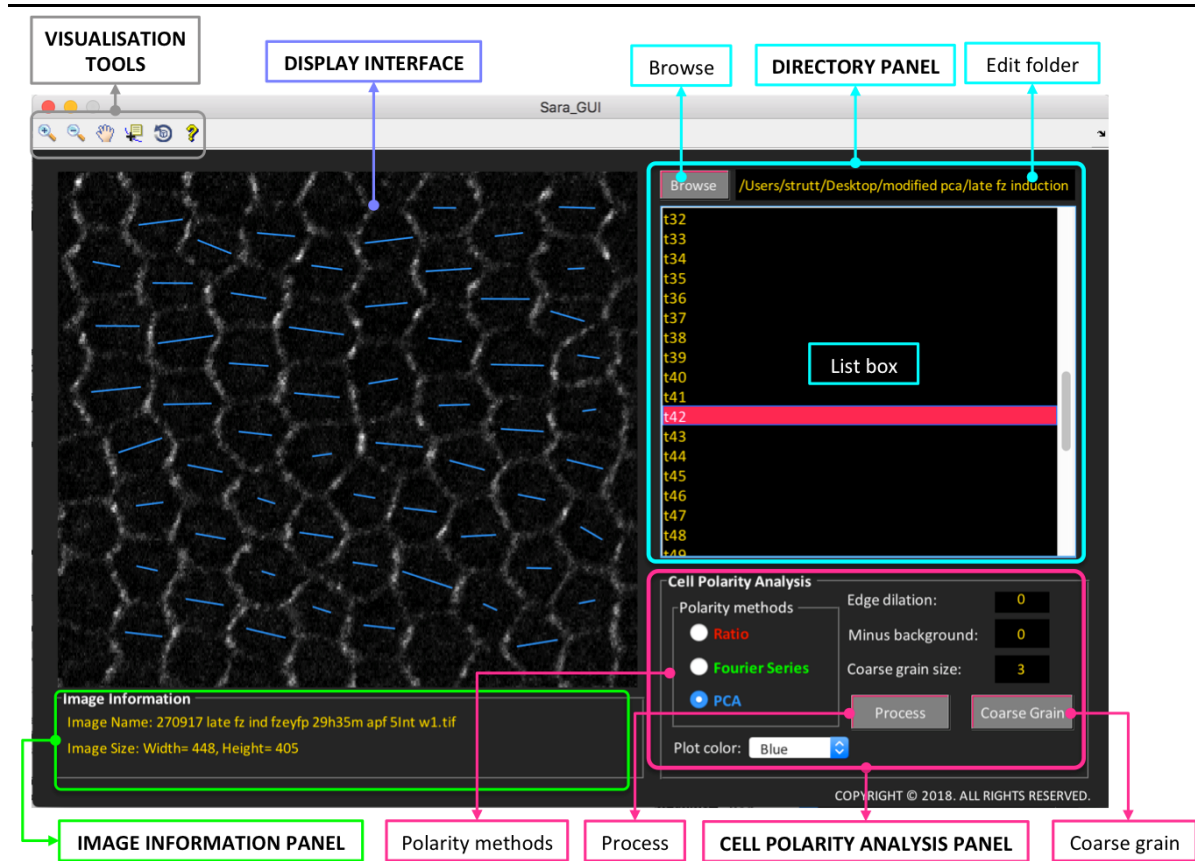 VISUALISATION
TOOLS
DISPLAY INTERFACE
Browse
DIRECTORY PANEL
Edit folder
Sara_GUI
Browse
/Users/strutt/Desktop/modified pca/late fz induction
t32
t33
t34
t35
t36
t37
t38
t39
t40
t41
t42
t43
t44
t45
t46
t47
t48
t49
List box
Cell Polarity Analysis
Polarity methods
Ratio
Fourier Series
PCA
Edge dilation: 0
Minus background: 0
Coarse grain size: 3
Process
Coarse Grain
Plot color: Blue
Image Information
Image Name: 270917 late fz ind fzeyfp 29h35m apf 5Int w1.tif
Image Size: Width= 448, Height= 405
COPYRIGHT © 2018. ALL RIGHTS RESERVED.
IMAGE INFORMATION PANEL
Polarity methods
Process
CELL POLARITY ANALYSIS PANEL
Coarse grain